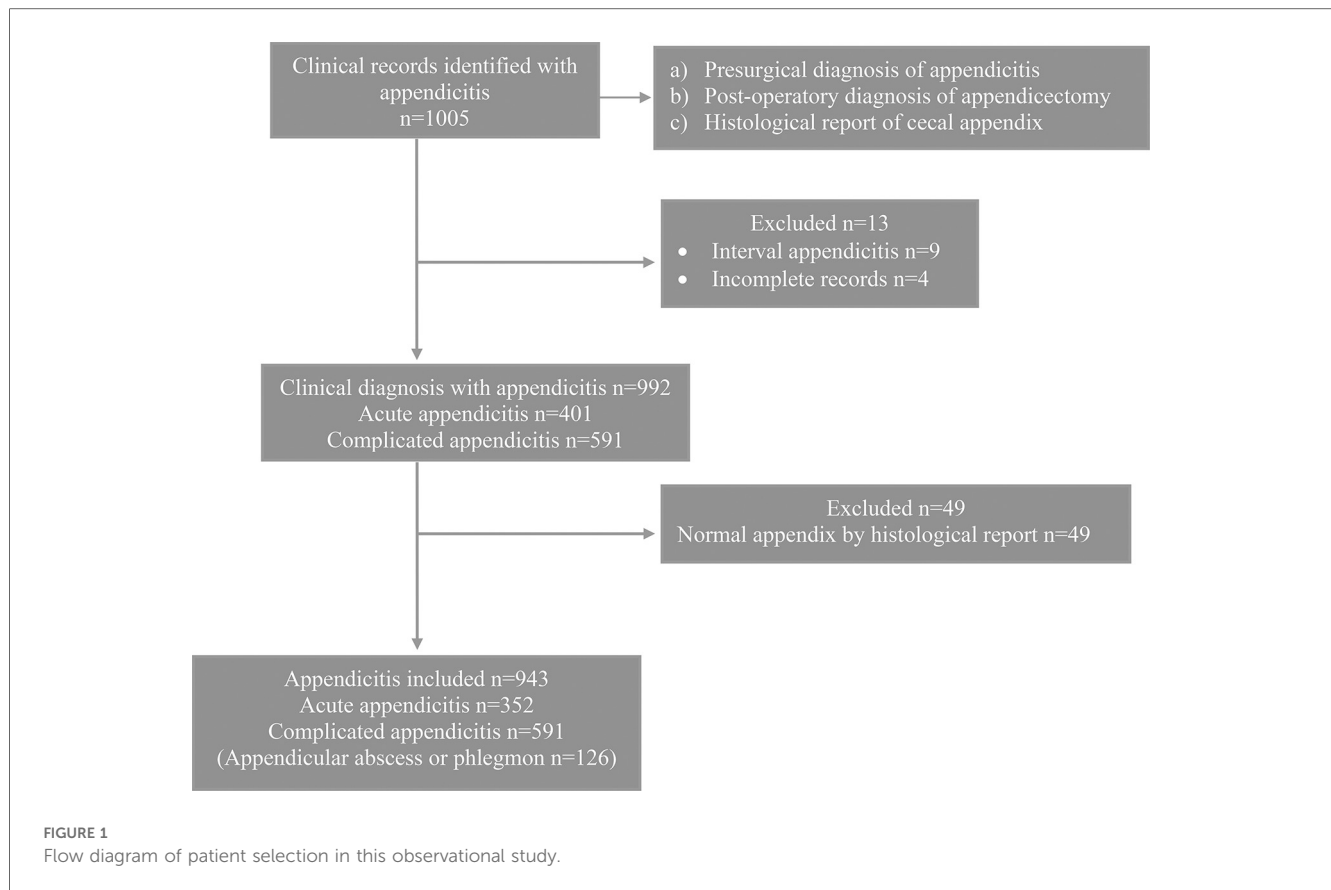 Clinical records identified with
appendicitis
n=1005
a) Presurgical diagnosis of appendicitis
b) Post-operatory diagnosis of appendicectomy
c) Histological report of cecal appendix
Excluded n=13
• Interval appendicitis n=9
• Incomplete records n=4
Clinical diagnosis with appendicitis n=992
Acute appendicitis n=401
Complicated appendicitis n=591
Excluded n=49
Normal appendix by histological report n=49
Appendicitis included n=943
Acute appendicitis n=352
Complicated appendicitis n=591
(Appendicular abscess or phlegmon n=126)
FIGURE 1
Flow diagram of patient selection in this observational study.